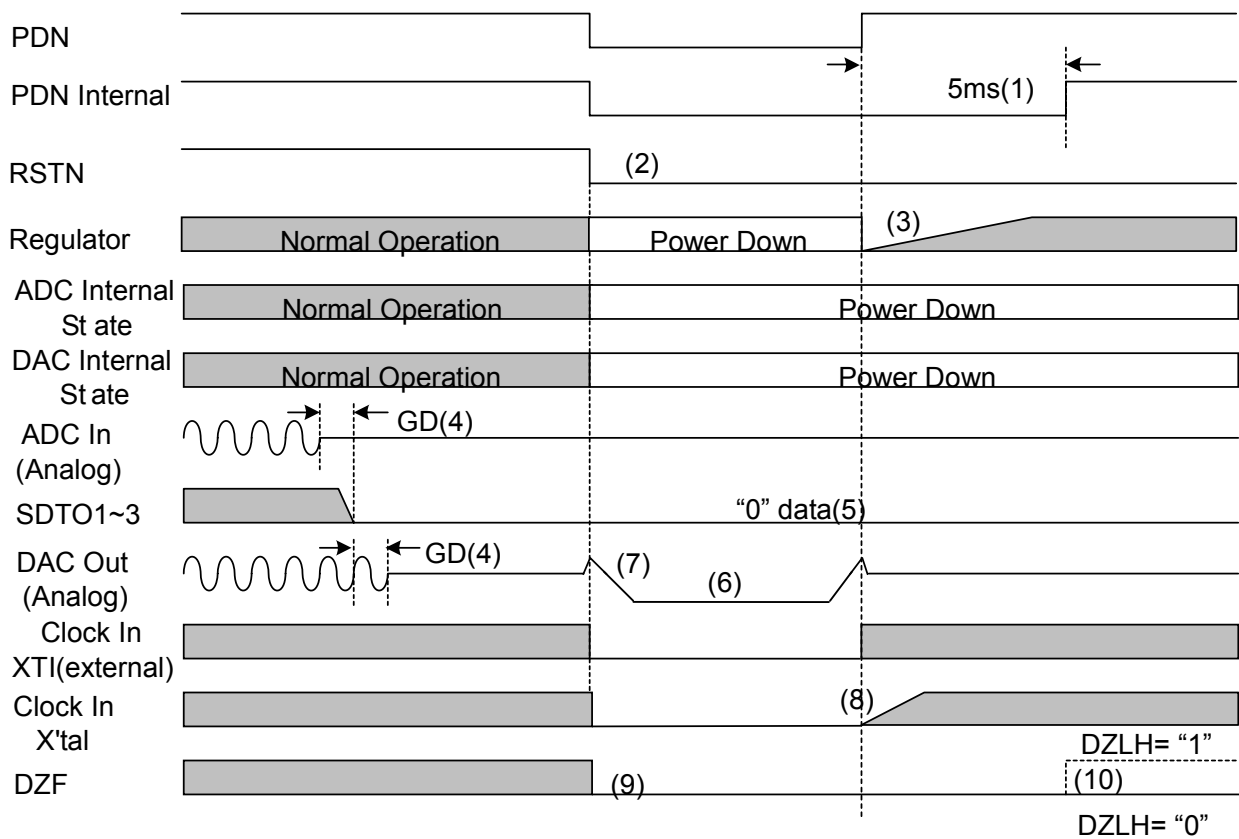 PDN
PDN Internal
5ms(1)
RSTN
(2)
Regulator
Normal Operation
Power Down
(3)
ADC Internal
St ate
Normal Operation
Power Down
DAC Internal
St ate
Normal Operation
Power Down
ADC In
(Analog)
GD(4)
SDTO1~3
“0” data(5)
DAC Out
(Analog)
GD(4)
(7)
(6)
Clock In
XTI(external)
Clock In
X'tal
(8)
DZF
(9)
DZLH= “1”
(10)
DZLH= “0”